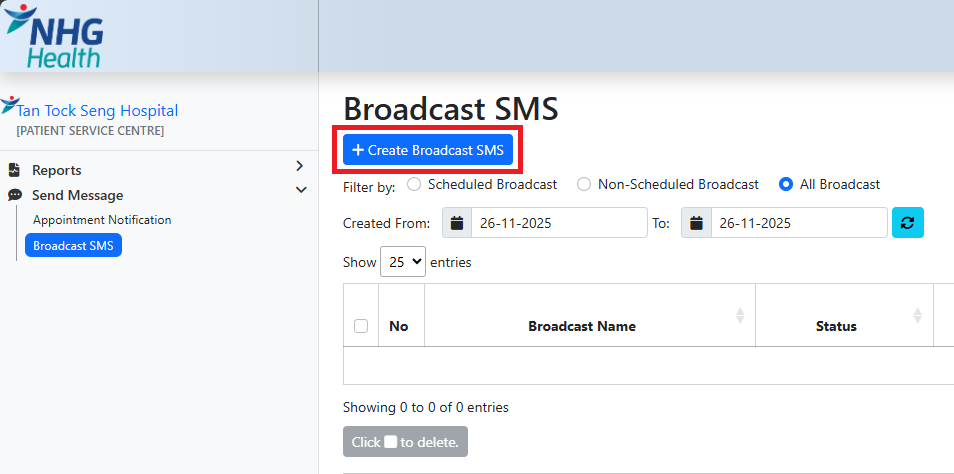 NHG
Health
Tan Tock Seng Hospital
[PATIENT SERVICE CENTRE]
Reports
Send Message
Appointment Notification
Broadcast SMS
Broadcast SMS
+ Create Broadcast SMS
Filter by: Scheduled Broadcast Non-Scheduled Broadcast All Broadcast
Created From: 26-11-2025 To: 26-11-2025
Show 25 entries
No Broadcast Name Status
Showing 0 to 0 of 0 entries
Click to delete.